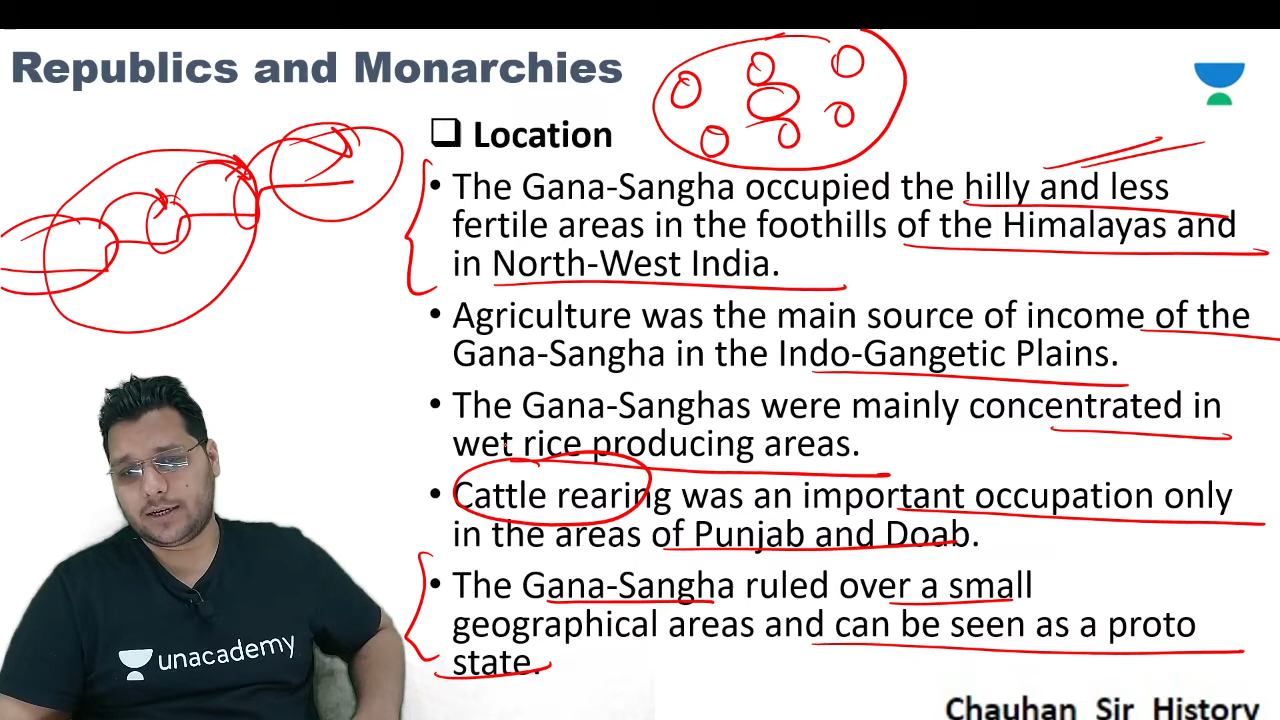 Republics and Monarchies
❑ Location
• The Gana-Sangha occupied the hilly and less
fertile areas in the foothills of the Himalayas and
in North-West India.
• Agriculture was the main source of income of the
Gana-Sangha in the Indo-Gangetic Plains.
• The Gana-Sanghas were mainly concentrated in
wet rice producing areas.
• Cattle rearing was an important occupation only
in the areas of Punjab and Doab.
• The Gana-Sangha ruled over a small
geographical areas and can be seen as a proto
state.
unacademy
Chauhan Sir History